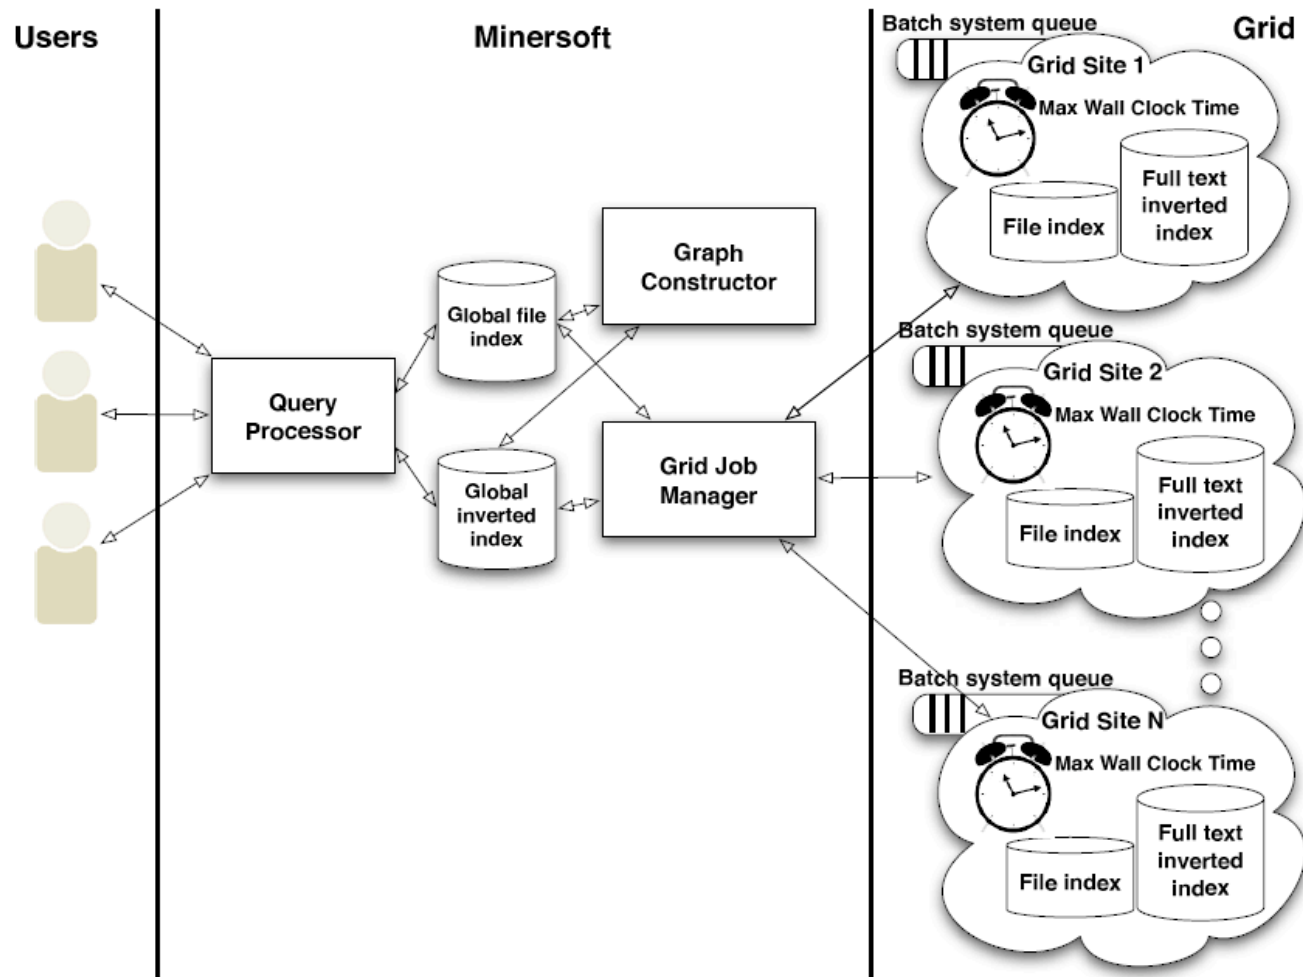 Users
Minersoft
Grid
Batch system queue
Grid Site 1
Max Wall Clock Time
File index
Full text
inverted
index
Graph
Constructor
Global file
index
Query
Processor
Global
inverted
index
Grid Job
Manager
Batch system queue
Grid Site 2
Max Wall Clock Time
File index
Full text
inverted
index
Batch system queue
Grid Site N
Max Wall Clock Time
File index
Full text
inverted
index